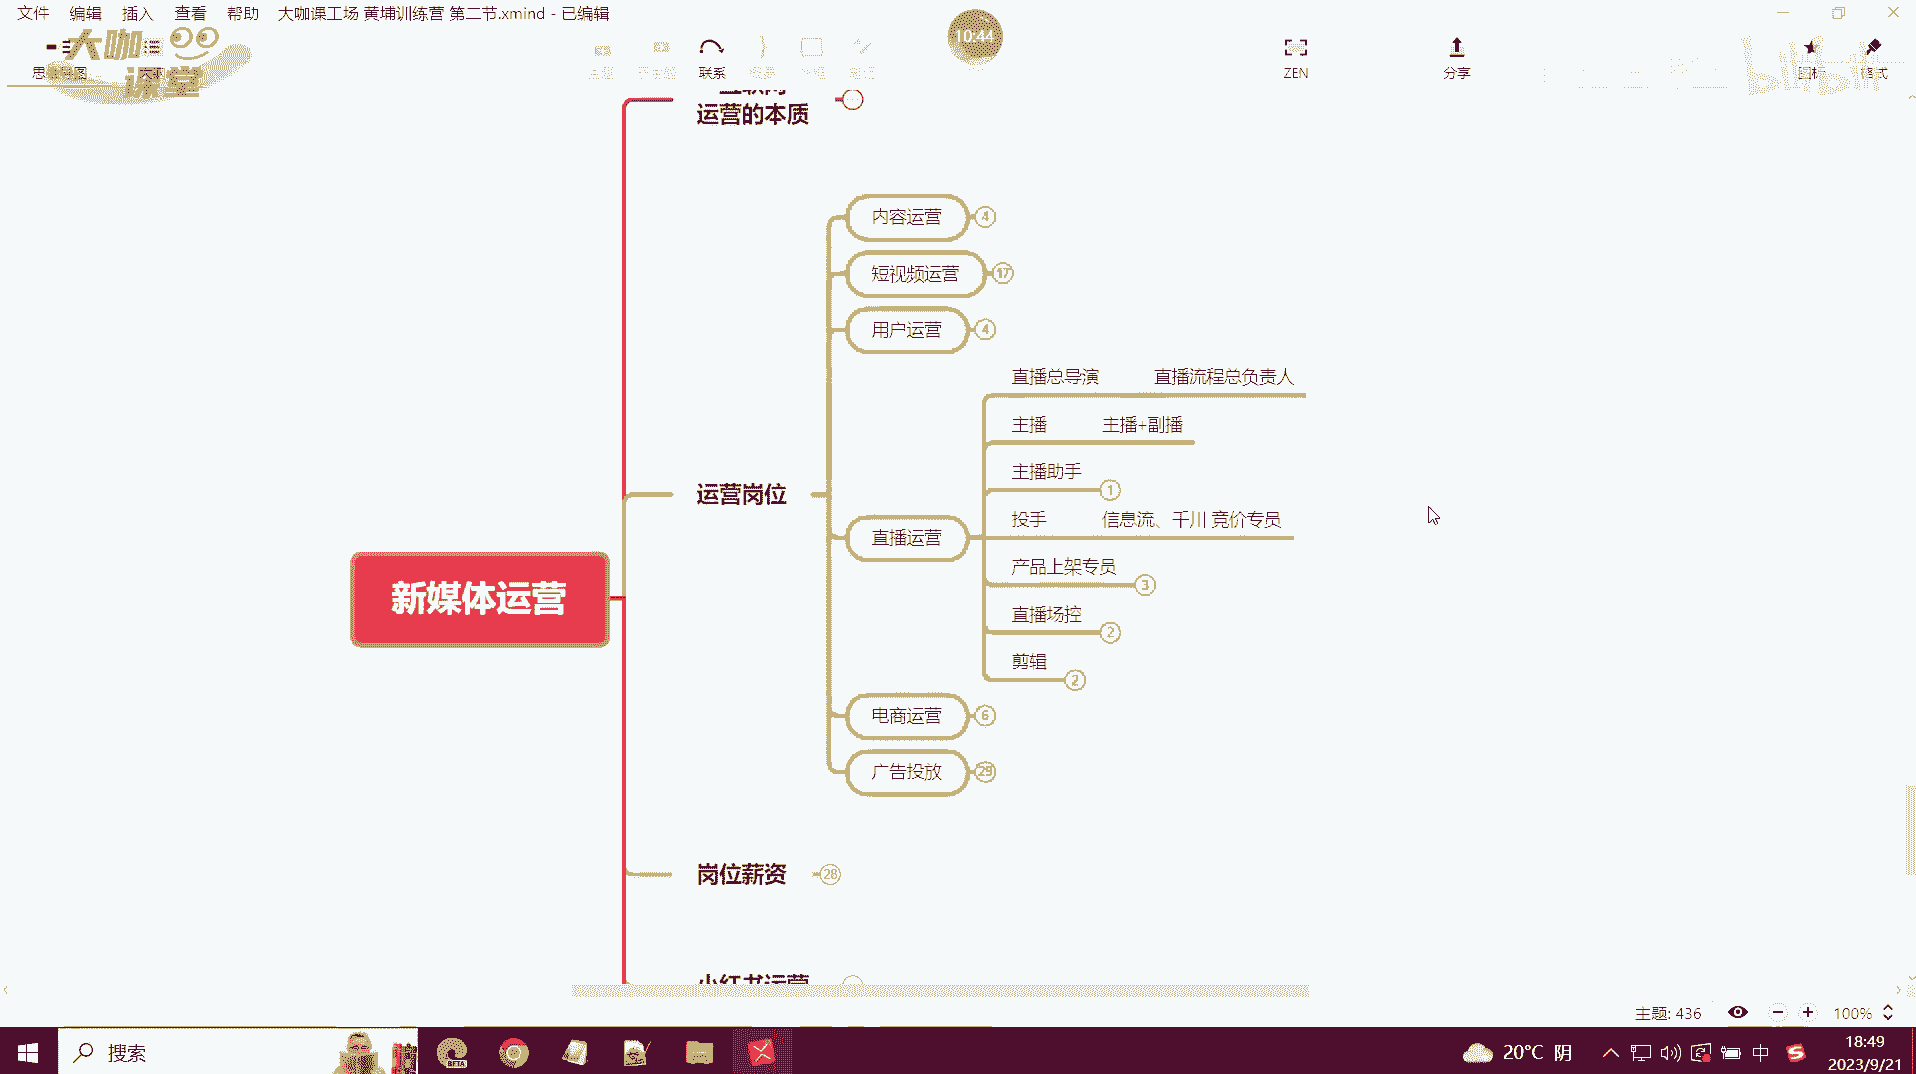 文件 编辑 插入 查看 帮助 大咖课工场 黄埔训练营 第二节.xmind - 已编辑
大咖课堂
10:44
联系
ZEN
分享
图标
格式
bilibili
运营的本质
内容运营 4
短视频运营 17
用户运营 4
直播总导演 直播流程总负责人
主播 主播+副播
主播助手 1
运营岗位
投手 信息流、千川 竞价专员
直播运营
产品上架专员 3
新媒体运营
直播场控 2
剪辑 2
电商运营 6
广告投放 29
岗位薪资 28
小红书运营
主题: 436 100%
搜索
BETA
20°C 阴
中
18:49
2023/9/21